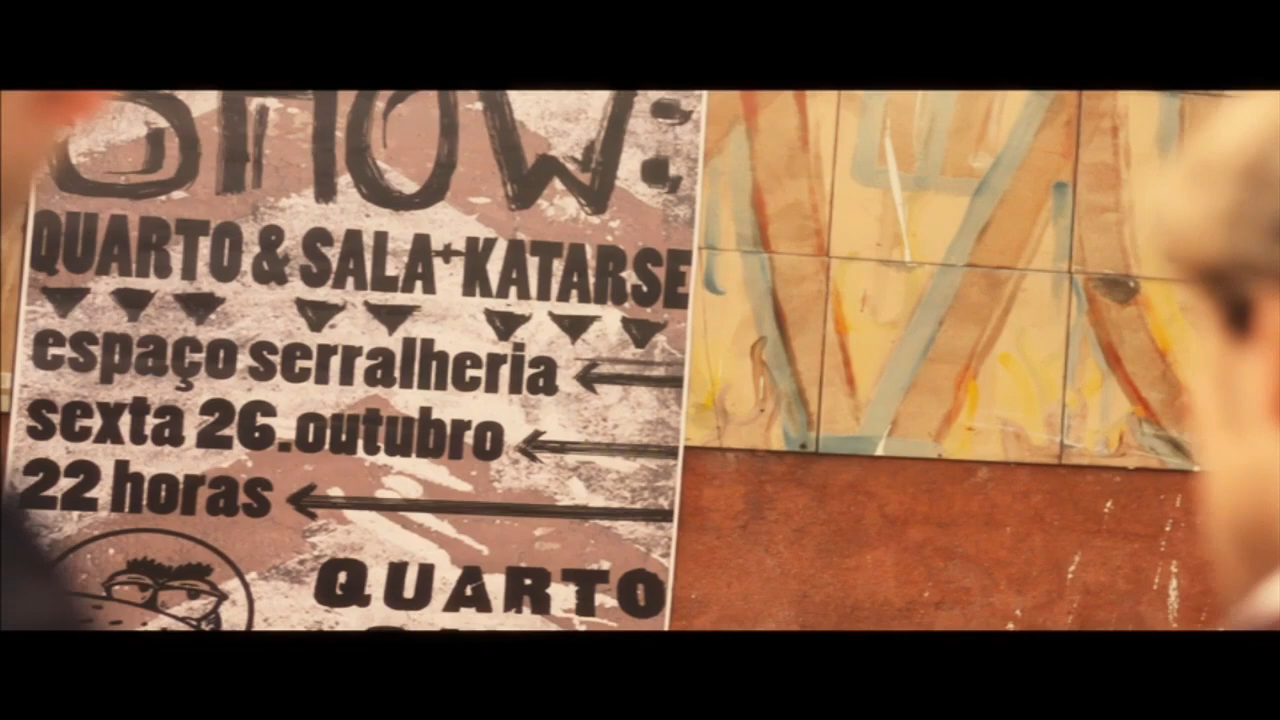 SHOW:
QUARTO & SALA + KATARSE
espaço serralheria
sexta 26.outubro
22 horas
QUARTO